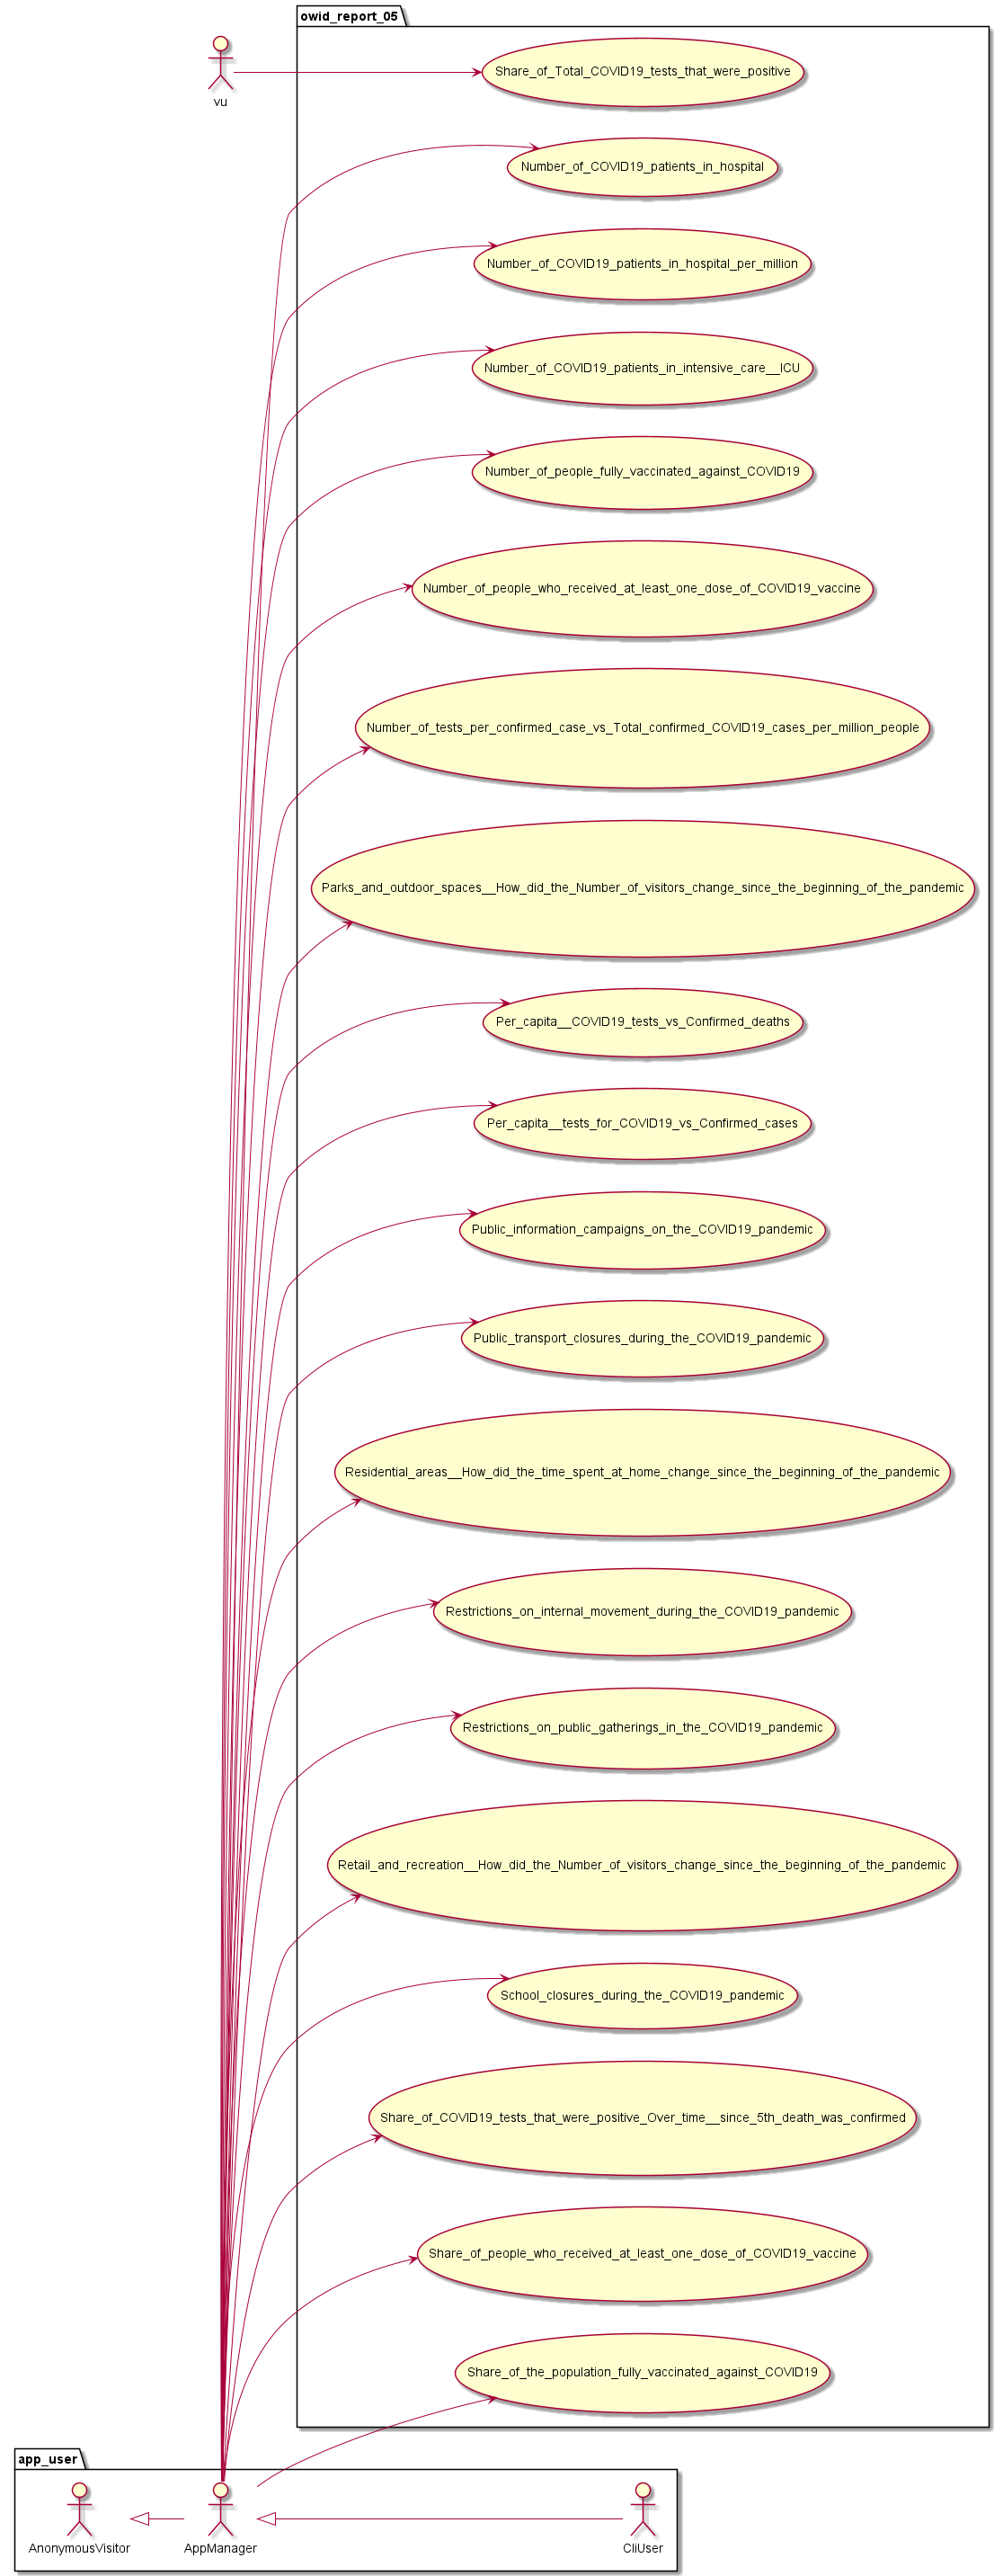 owid_report_05
vu
Share_of_Total_COVID19_tests_that_were_positive
Number_of_COVID19_patients_in_hospital
Number_of_COVID19_patients_in_hospital_per_million
Number_of_COVID19_patients_in_intensive_care__ICU
Number_of_people_fully_vaccinated_against_COVID19
Number_of_people_who_received_at_least_one_dose_of_COVID19_vaccine
Number_of_tests_per_confirmed_case_vs_Total_confirmed_COVID19_cases_per_million_people
Parks_and_outdoor_spaces__How_did_the_Number_of_visitors_change_since_the_beginning_of_the_pandemic
Per_capita__COVID19_tests_vs_Confirmed_deaths
Per_capita__tests_for_COVID19_vs_Confirmed_cases
Public_information_campaigns_on_the_COVID19_pandemic
Public_transport_closures_during_the_COVID19_pandemic
Residential_areas__How_did_the_time_spent_at_home_change_since_the_beginning_of_the_pandemic
Restrictions_on_internal_movement_during_the_COVID19_pandemic
Restrictions_on_public_gatherings_in_the_COVID19_pandemic
Retail_and_recreation__How_did_the_Number_of_visitors_change_since_the_beginning_of_the_pandemic
School_closures_during_the_COVID19_pandemic
Share_of_COVID19_tests_that_were_positive_Over_time__since_5th_death_was_confirmed
Share_of_people_who_received_at_least_one_dose_of_COVID19_vaccine
Share_of_the_population_fully_vaccinated_against_COVID19
app_user
AnonymousVisitor
AppManager
CliUser